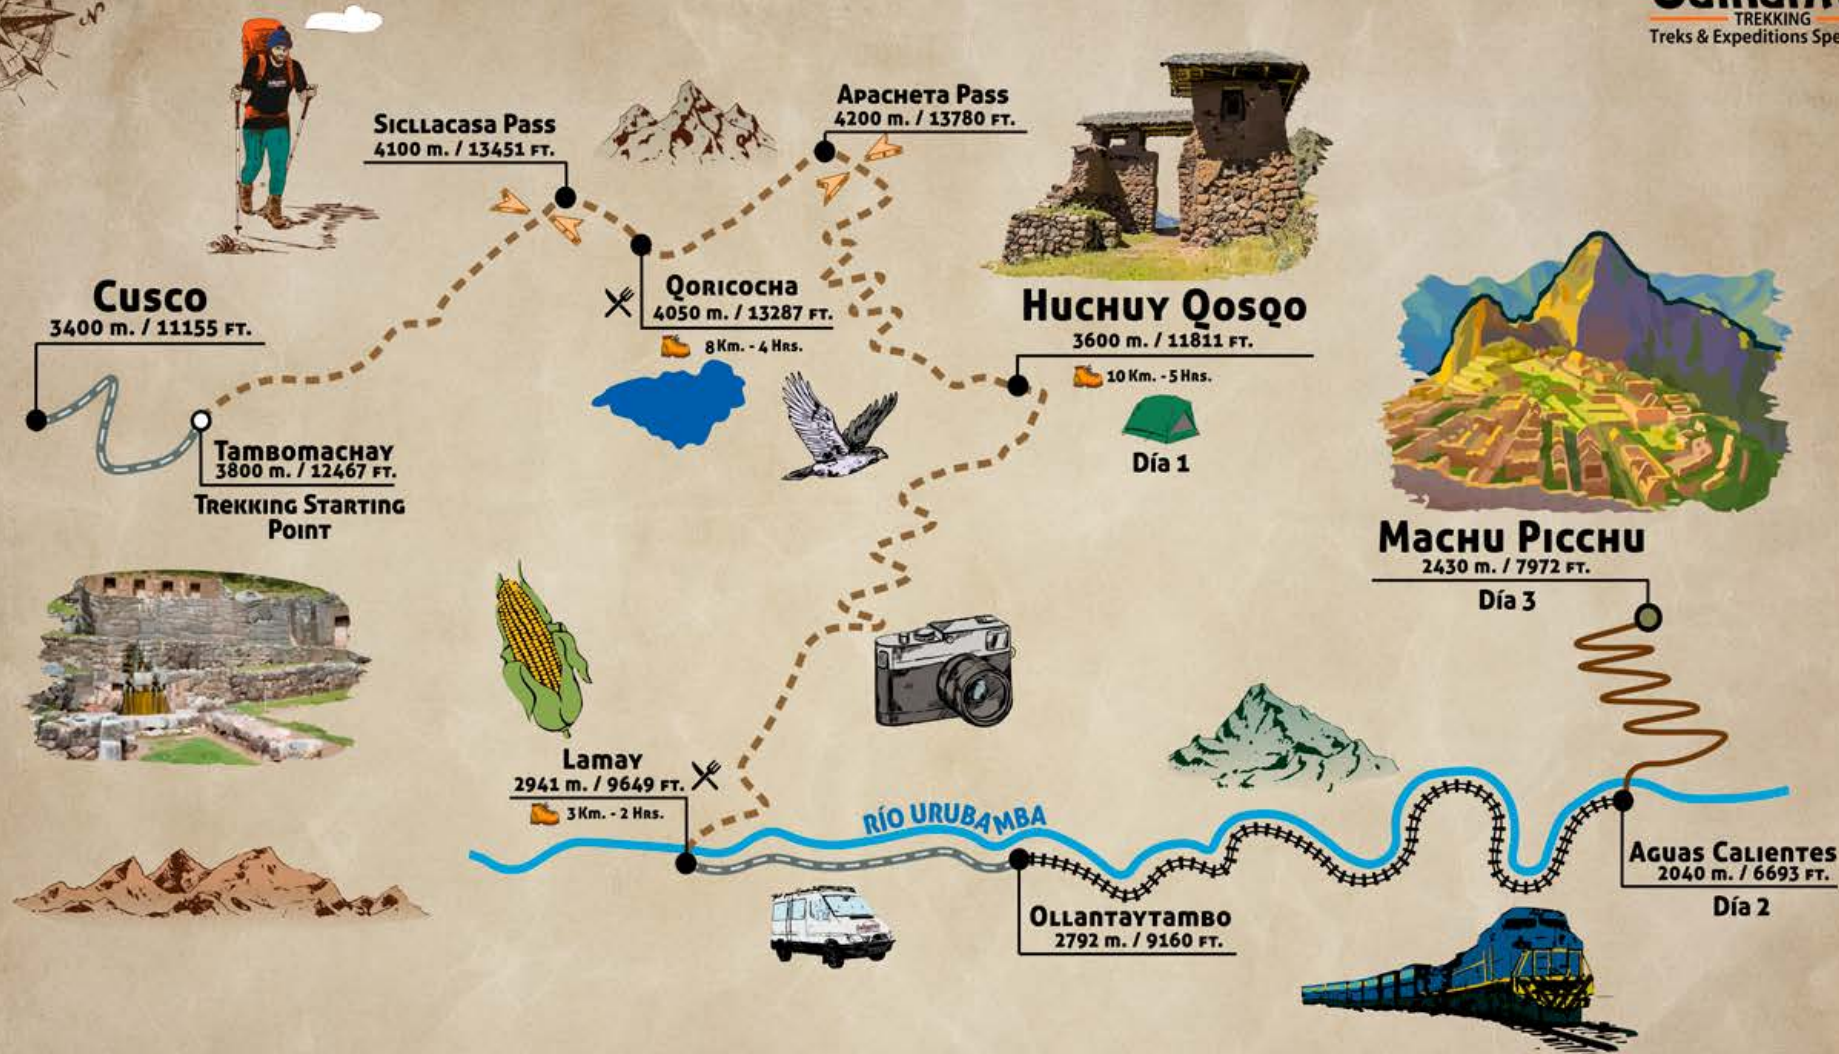 TREKKING
Treks & Expeditions
Sicllacasa Pass
4100 m. / 13451 ft.
Apacheta Pass
4200 m. / 13780 ft.
Cusco
3400 m. / 11155 ft.
Qoricocha
4050 m. / 13287 ft.
8 Km. - 4 Hrs.
Huchuy Qosqo
3600 m. / 11811 ft.
10 Km. - 5 Hrs.
Día 1
Tambomachay
3800 m. / 12467 ft.
Trekking Starting
Point
Machu Picchu
2430 m. / 7972 ft.
Día 3
Lamay
2941 m. / 9649 ft.
3 Km. - 2 Hrs.
RÍO URUBAMBA
Ollantaytambo
2792 m. / 9160 ft.
Aguas Calientes
2040 m. / 6693 ft.
Día 2